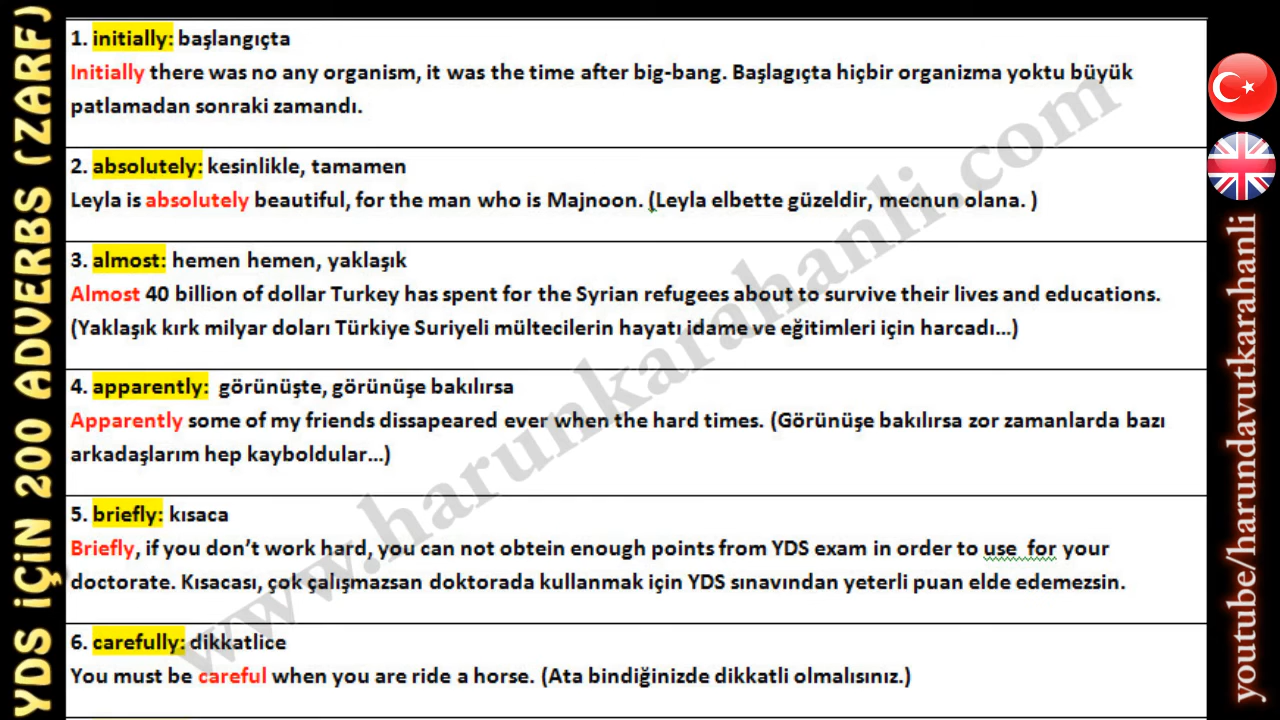 YDS İÇİN 200 ADVERBS (ZARF)
1. initially: başlangıçta
Initially there was no any organism, it was the time after big-bang. Başlagıçta hiçbir organizma yoktu büyük
patlamadan sonraki zamandı.
2. absolutely: kesinlikle, tamamen
Leyla is absolutely beautiful, for the man who is Majnoon. (Leyla elbette güzeldir, mecnun olana. )
3. almost: hemen hemen, yaklaşık
Almost 40 billion of dollar Turkey has spent for the Syrian refugees about to survive their lives and educations.
(Yaklaşık kırk milyar doları Türkiye Suriyeli mültecilerin hayatı idame ve eğitimleri için harcadı...)
4. apparently: görünüşte, görünüşe bakılırsa
Apparently some of my friends dissapeared ever when the hard times. (Görünüşe bakılırsa zor zamanlarda bazı
arkadaşlarım hep kayboldular...)
5. briefly: kısaca
Briefly, if you don’t work hard, you can not obtein enough points from YDS exam in order to use for your
doctorate. Kısacası, çok çalışmazsan doktorada kullanmak için YDS sınavından yeterli puan elde edemezsin.
6. carefully: dikkatlice
You must be careful when you are ride a horse. (Ata bindiğinizde dikkatli olmalısınız.)
www.harunkarahanli.com
youtube/harundavutkarahanli